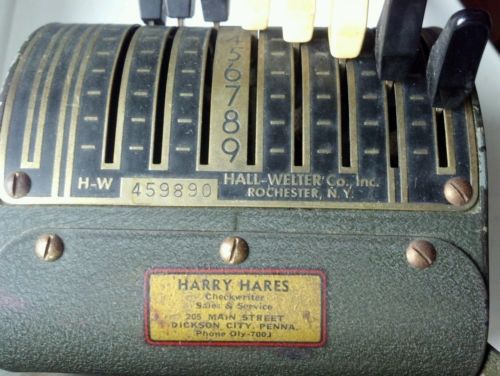 4
5
6
7
8
9
H-W 459890 HALL-WELTER Co., Inc.
ROCHESTER, N.Y.
HARRY HARES
Checkwriter
Sales & Service
205 MAIN STREET
DICKSON CITY, PENNA.
Phone Oly-700J